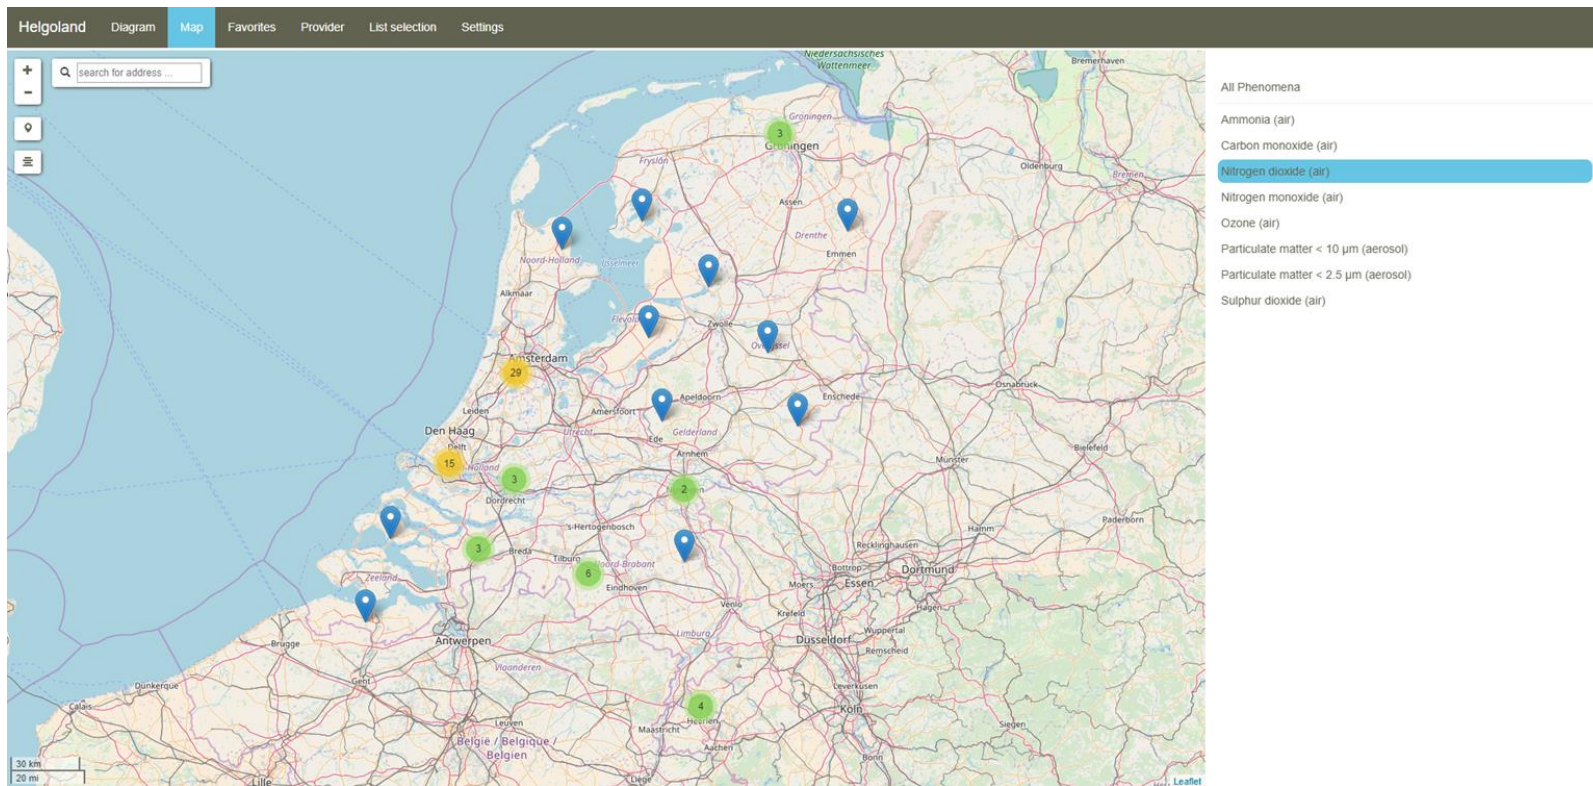 Helgoland Diagram Map Favorites Provider List selection Settings
+
-
search for address ...
Niedersächsisches
Wattenmeer
Bremerhaven
Groningen
3
Groningen
Fryslân
Oldenburg
Bremen
Assen
Drenthe
Noord-Holland
IJsselmeer
Emmen
Alkmaar
Flevoland
Zwolle
Overijssel
Amsterdam
29
Osnabrück
Leiden
Amersfoort
Apeldoorn
Enschede
Den Haag
Utrecht
Delft
Ede
Gelderland
Bielefeld
Arnhem
Münster
15
Holland
3
2
Dordrecht
Paderborn
's-Hertogenbosch
Hamm
3
Breda
Tilburg
Noord-Brabant
Recklinghausen
Zeeland
6
Eindhoven
Bottrop
Dortmund
Moers
Essen
Venlo
Krefeld
Hagen
Brugge
Antwerpen
Limburg
Düsseldorf
Wuppertal
Remscheid
Vlaanderen
Gent
Dunkerque
Leverkusen
Calais
4
Köln
Heerlen
Leuven
Maastricht
Siegen
België / Belgique /
Belgien
Aachen
Bonn
30 km
20 mi
Lille
Liège
Leaflet
All Phenomena
Ammonia (air)
Carbon monoxide (air)
Nitrogen dioxide (air)
Nitrogen monoxide (air)
Ozone (air)
Particulate matter < 10 µm (aerosol)
Particulate matter < 2.5 µm (aerosol)
Sulphur dioxide (air)